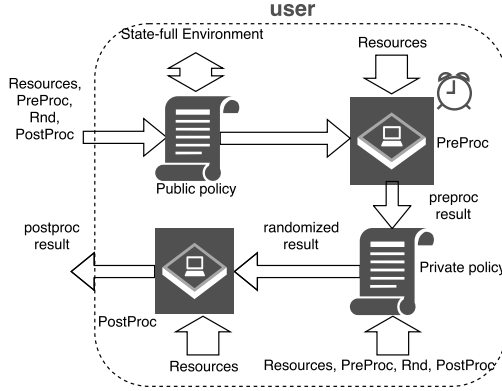 user
State-full Environment
Resources
Resources,
PreProc,
Rnd,
PostProc
PreProc
Public policy
preproc
result
postproc
result
randomized
result
Private policy
PostProc
Resources
Resources, PreProc, Rnd, PostProc